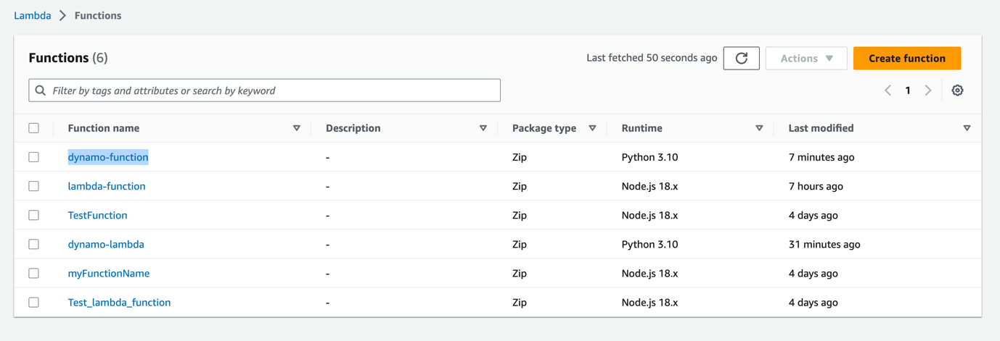 Lambda > Functions
Functions (6) Last fetched 50 seconds ago Actions Create function
Filter by tags and attributes or search by keyword 1
Function name Description Package type Runtime Last modified
dynamo-function - Zip Python 3.10 7 minutes ago
lambda-function - Zip Node.js 18.x 7 hours ago
TestFunction - Zip Node.js 18.x 4 days ago
dynamo-lambda - Zip Python 3.10 31 minutes ago
myFunctionName - Zip Node.js 18.x 4 days ago
Test_lambda_function - Zip Node.js 18.x 4 days ago